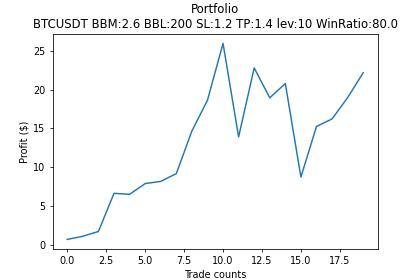 Portfolio
BTCUSDT BBM:2.6 BBL:200 SL:1.2 TP:1.4 lev:10 WinRatio:80.0
25
20
15
10
5
0
Profit ($)
0.0 2.5 5.0 7.5 10.0 12.5 15.0 17.5
Trade counts